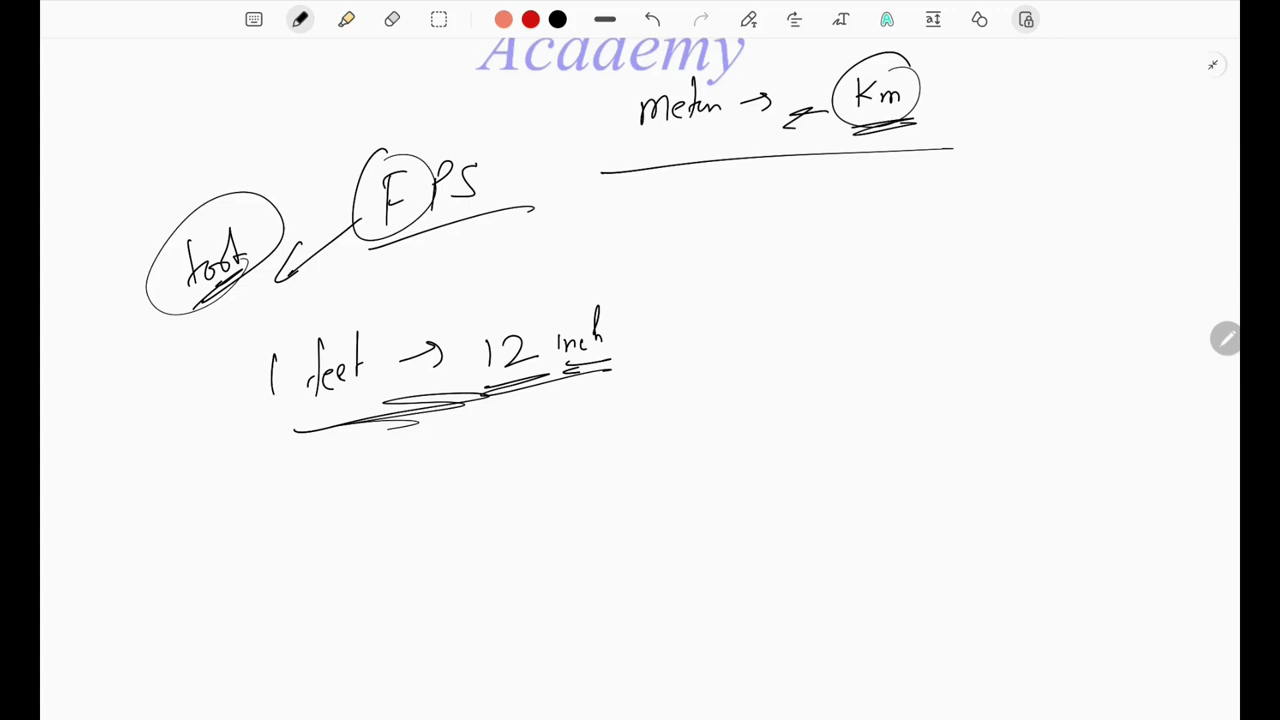 Academy
meter → Km
FPS
foot
1 feet → 12 inch